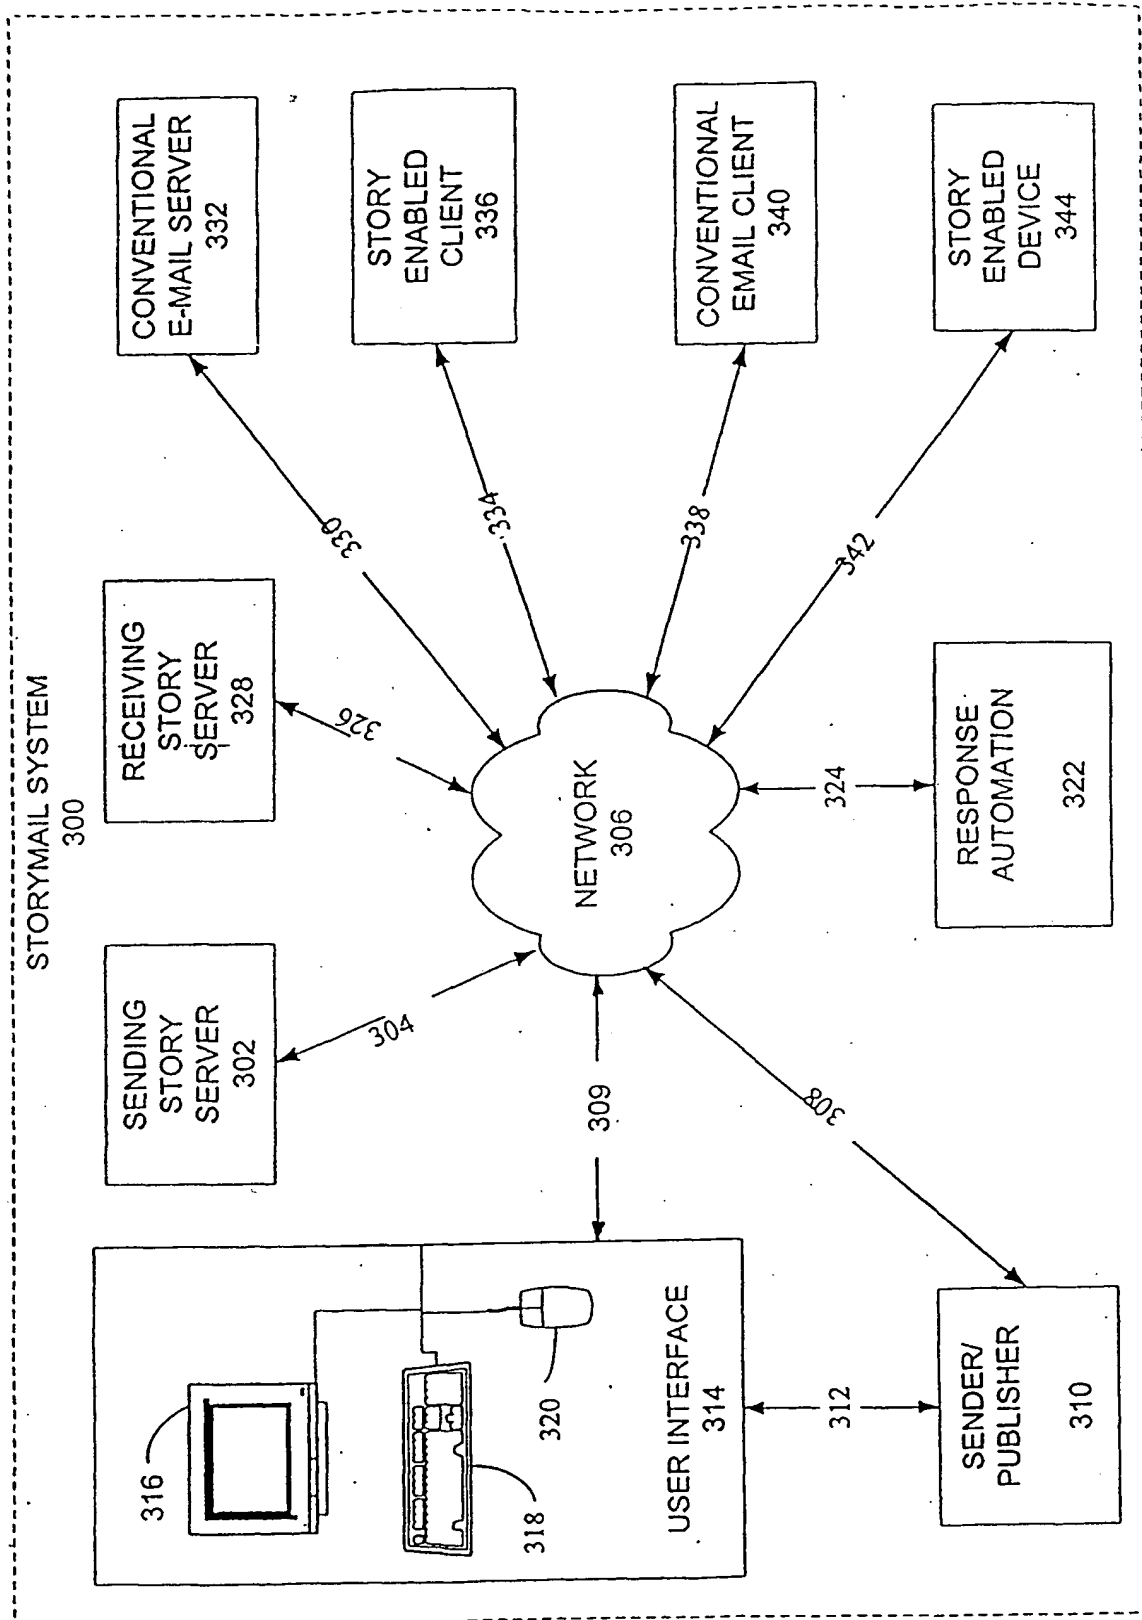 STORYMAIL SYSTEM
300
SENDING
STORY
SERVER
302
RECEIVING
STORY
SERVER
328
CONVENTIONAL
E-MAIL SERVER
332
304
326
330
316
318
320
USER INTERFACE
314
309
NETWORK
306
334
STORY
ENABLED
CLIENT
336
338
CONVENTIONAL
EMAIL CLIENT
340
312
308
324
342
SENDER/
PUBLISHER
310
RESPONSE
AUTOMATION
322
STORY
ENABLED
DEVICE
344